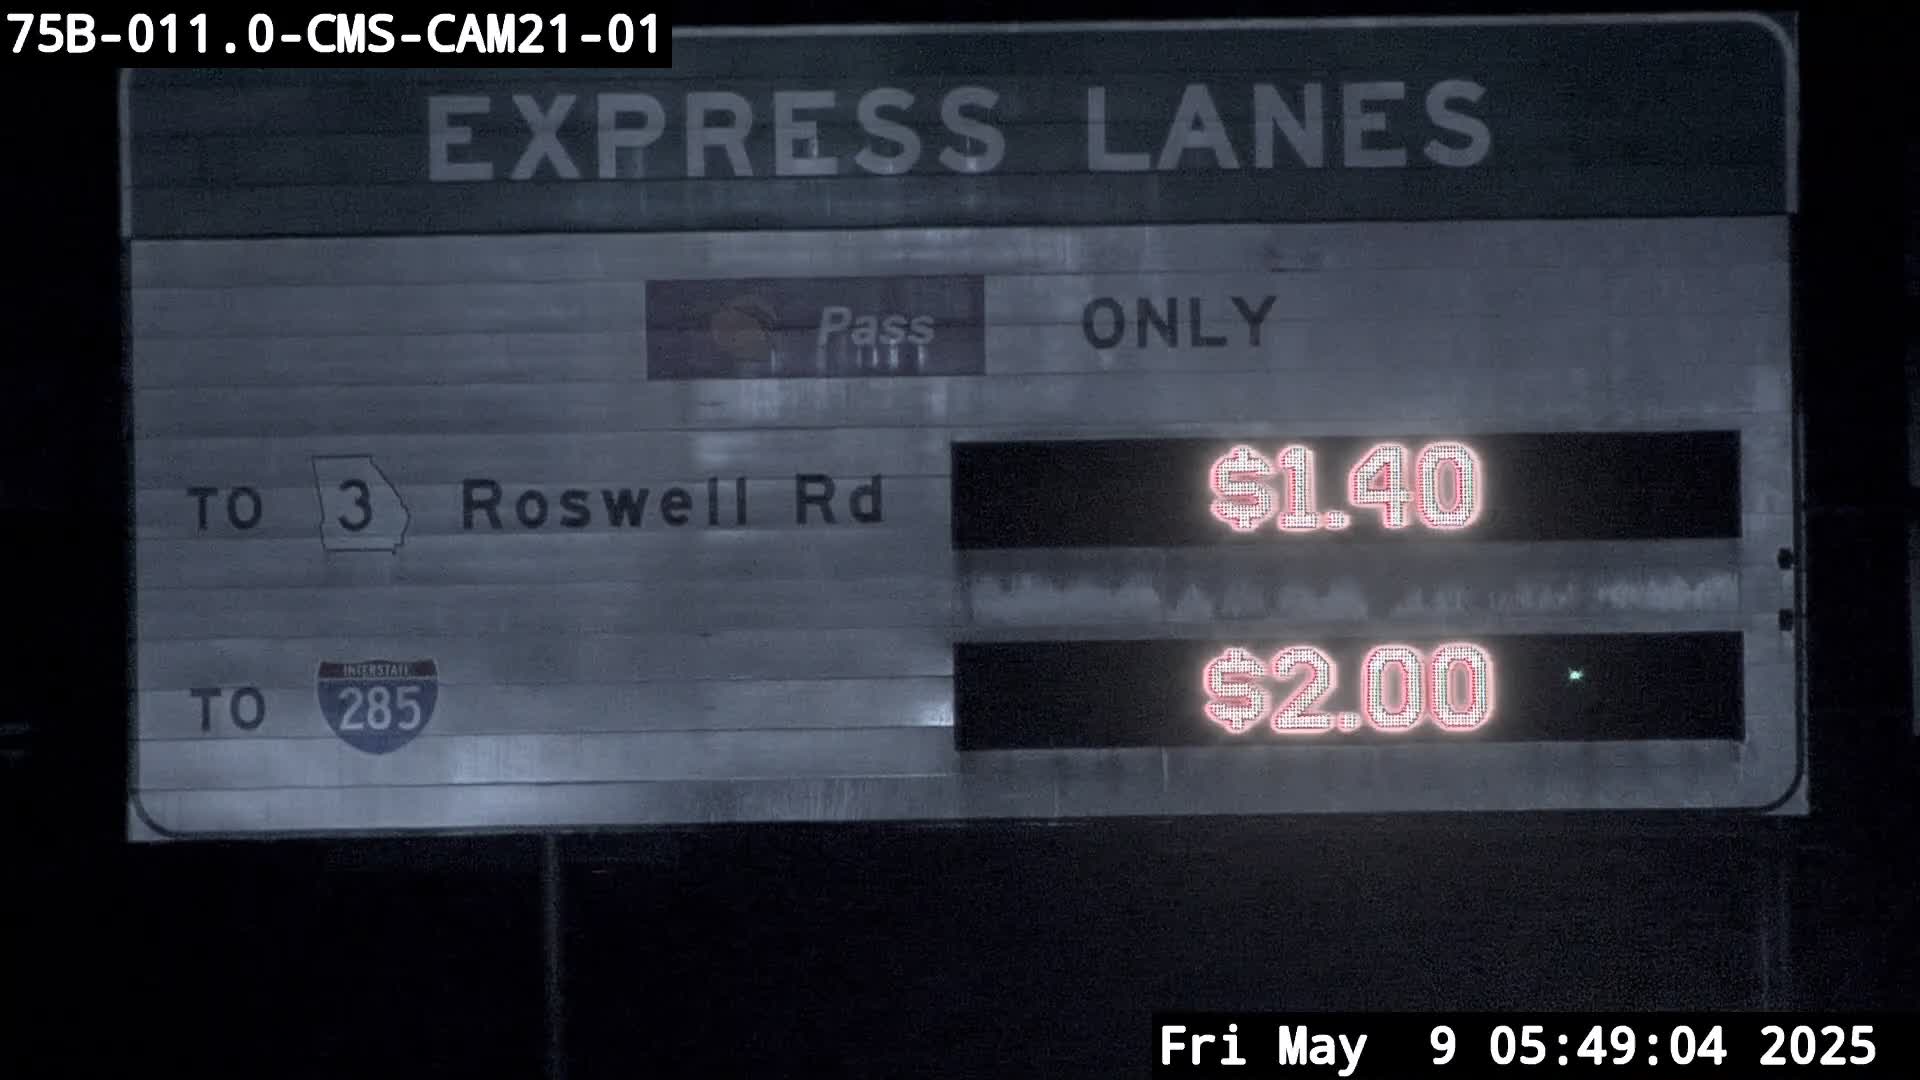 75B-011.0-CMS-CAM21-01
EXPRESS LANES
Pass ONLY
TO 3 Roswell Rd $1.40
TO INTERSTATE 285 $2.00
Fri May 9 05:49:04 2025